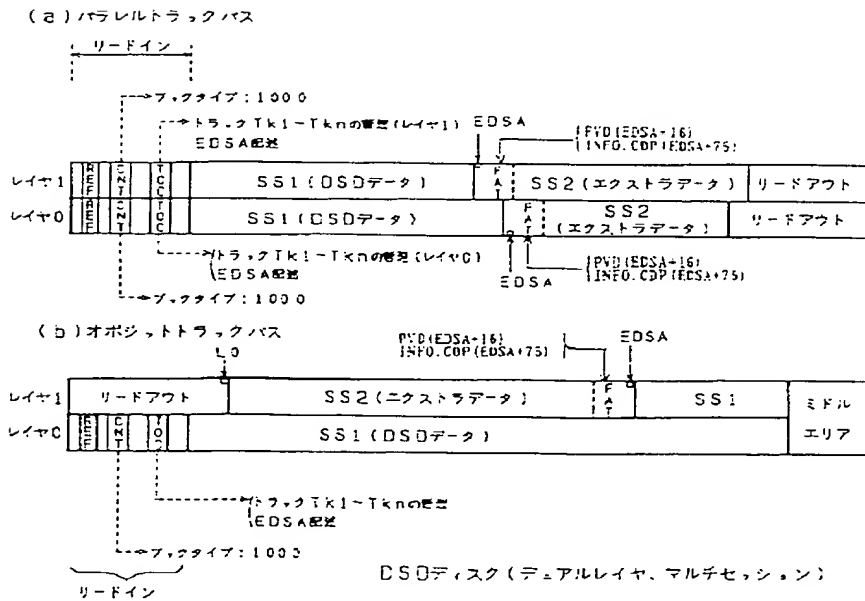 (a)パラレルトラックパス
リードイン
ブックタイプ:1000
トラックTk1~Tknの管理(レイヤ1)
EDSA記述
EDSA
PVD(EDSA+16)
INFO.CDP(EDSA+75)
レイヤ1
REF
CNT
TOC
SS1(DSDデータ)
FAT
SS2(エクストラデータ)
リードアウト
レイヤ0
REF
CNT
TOC
SS1(DSDデータ)
FAT
SS2
(エクストラデータ)
リードアウト
トラックTk1~Tknの管理(レイヤ0)
EDSA記述
EDSA
PVD(EDSA+16)
INFO.CDP(EDSA+75)
ブックタイプ:1000
(b)オポジットトラックパス
LO
PVD(EDSA+16)
INFO.CDP(EDSA+75)
EDSA
レイヤ1
リードアウト
SS2(エクストラデータ)
FAT
SS1
ミドル
エリア
レイヤ0
REF
CNT
TOC
SS1(DSDデータ)
トラックTk1~Tknの管理
EDSA記述
ブックタイプ:1000
リードイン
DSDディスク(デュアルレイヤ、マルチセッション)